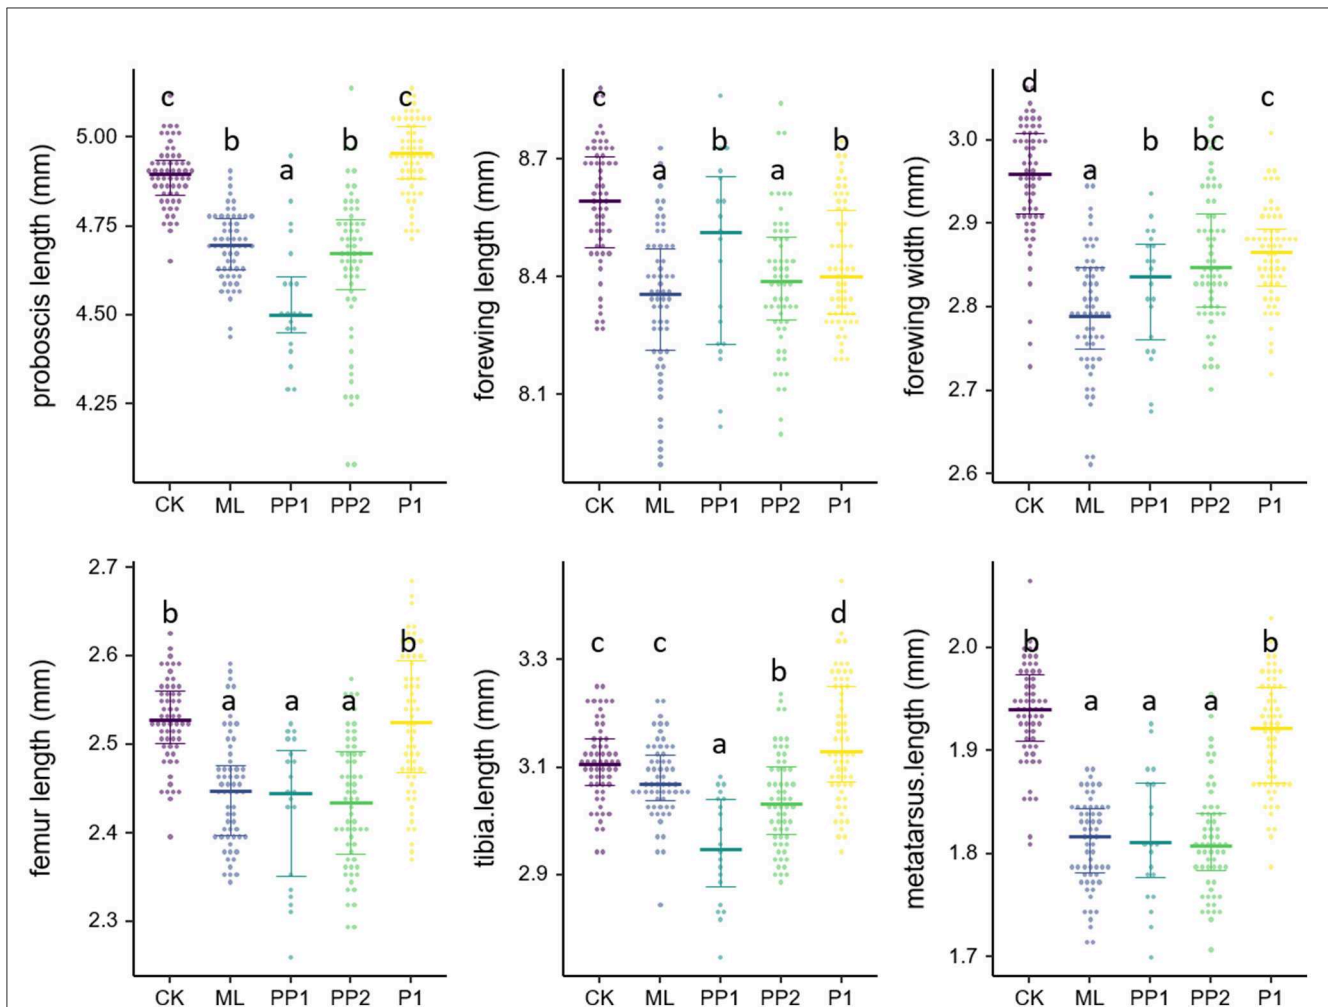 proboscis length (mm)
5.00
4.75
4.50
4.25
c
b
a
b
c
CK ML PP1 PP2 P1
forewing length (mm)
8.7
8.4
8.1
c
a
b
a
b
CK ML PP1 PP2 P1
forewing width (mm)
3.0
2.9
2.8
2.7
2.6
d
a
b
bc
c
CK ML PP1 PP2 P1
femur length (mm)
2.7
2.6
2.5
2.4
2.3
b
a
a
a
b
CK ML PP1 PP2 P1
tibia.length (mm)
3.3
3.1
2.9
c
c
a
b
d
CK ML PP1 PP2 P1
metatarsus.length (mm)
2.0
1.9
1.8
1.7
b
a
a
a
b
CK ML PP1 PP2 P1